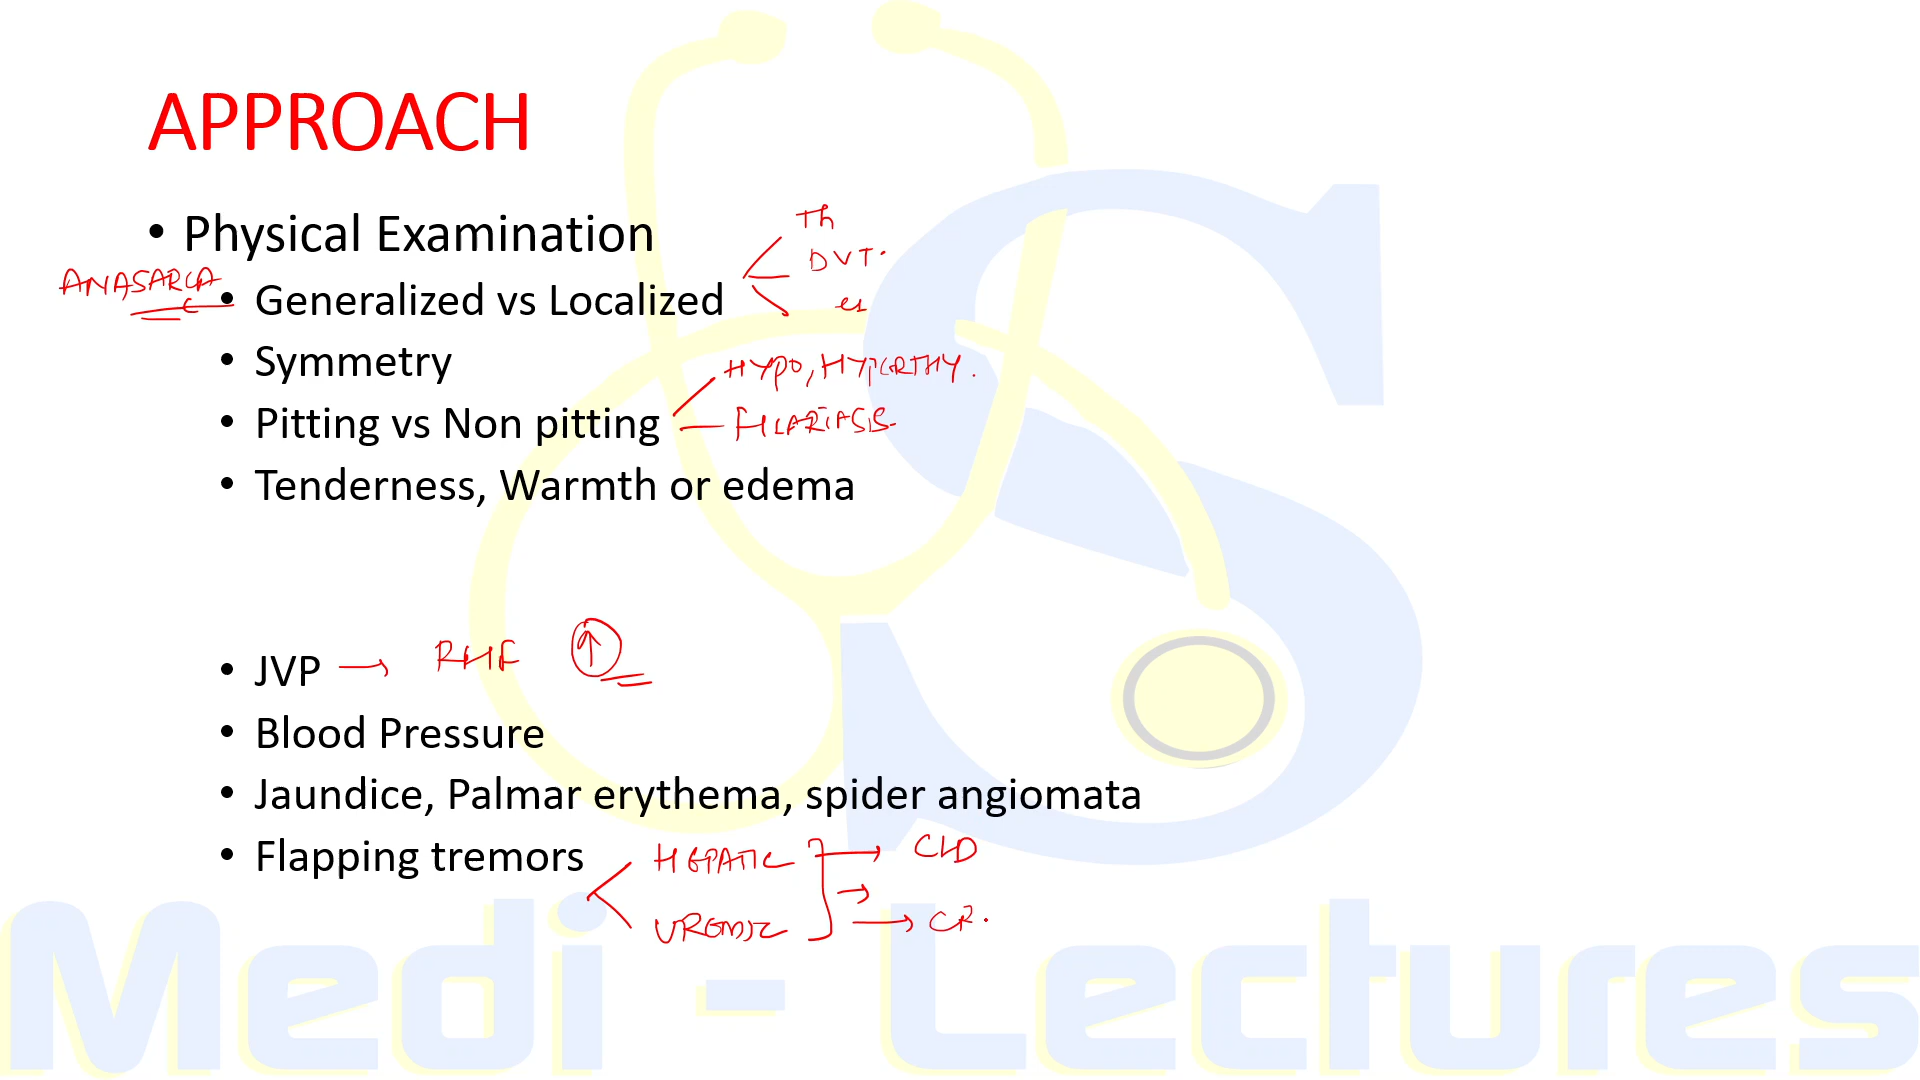 APPROACH
• Physical Examination
Th
DVT.
ANASARCA
• Generalized vs Localized
• Symmetry
HYPO, HYPERTHY.
• Pitting vs Non pitting
FILARIASIS
• Tenderness, Warmth or edema
• JVP → RHF ↑
• Blood Pressure
• Jaundice, Palmar erythema, spider angiomata
• Flapping tremors
HEPATIC → CLD
UREMIC → CR.
Medi - Lectures